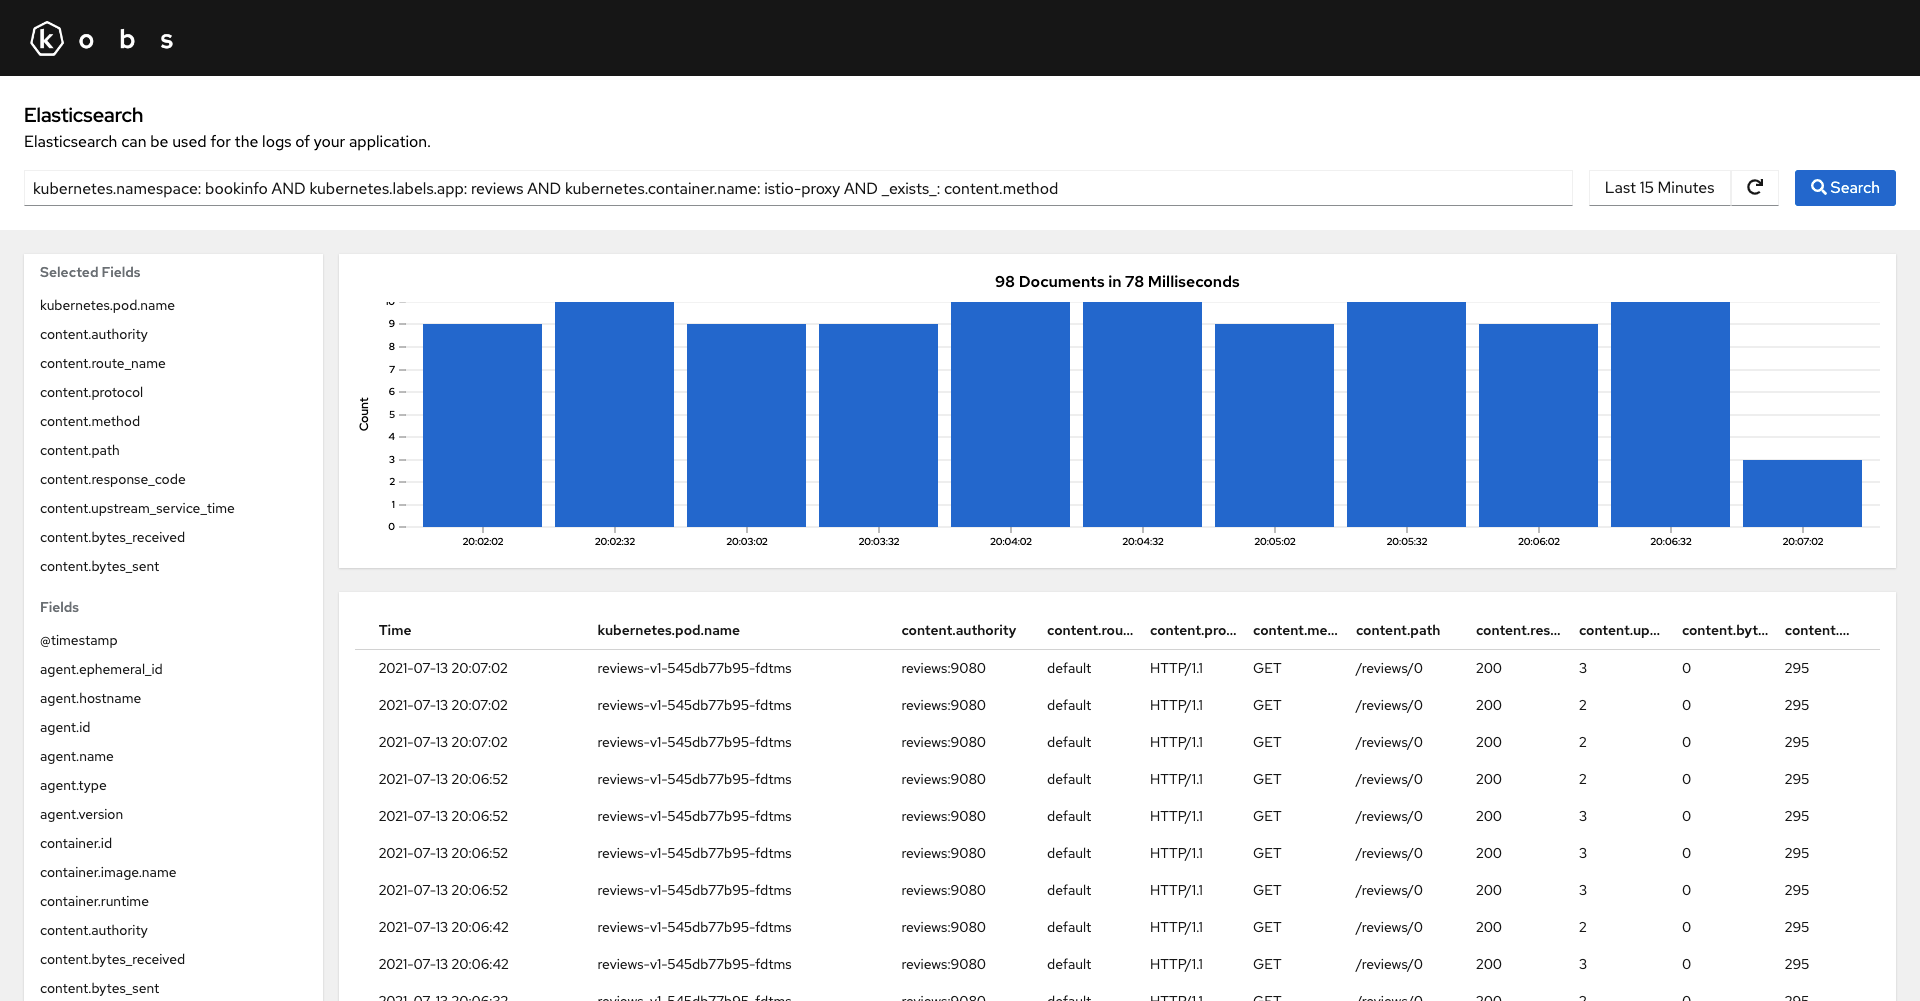 k o b s
Elasticsearch
Elasticsearch can be used for the logs of your application.
kubernetes.namespace: bookinfo AND kubernetes.labels.app: reviews AND kubernetes.container.name: istio-proxy AND _exists_: content.method
Last 15 Minutes
Search
Selected Fields
kubernetes.pod.name
content.authority
content.route_name
content.protocol
content.method
content.path
content.response_code
content.upstream_service_time
content.bytes_received
content.bytes_sent
Fields
@timestamp
agent.ephemeral_id
agent.hostname
agent.id
agent.name
agent.type
agent.version
container.id
container.image.name
container.runtime
content.authority
content.bytes_received
content.bytes_sent
98 Documents in 78 Milliseconds
Count
10
9
8
7
6
5
4
3
2
1
0
20:02:02 20:02:32 20:03:02 20:03:32 20:04:02 20:04:32 20:05:02 20:05:32 20:06:02 20:06:32 20:07:02
Time kubernetes.pod.name content.authority content.rou... content.pro... content.me... content.path content.res... content.up... content.byt... content....
2021-07-13 20:07:02 reviews-v1-545db77b95-fdtms reviews:9080 default HTTP/1.1 GET /reviews/0 200 3 0 295
2021-07-13 20:07:02 reviews-v1-545db77b95-fdtms reviews:9080 default HTTP/1.1 GET /reviews/0 200 2 0 295
2021-07-13 20:07:02 reviews-v1-545db77b95-fdtms reviews:9080 default HTTP/1.1 GET /reviews/0 200 2 0 295
2021-07-13 20:06:52 reviews-v1-545db77b95-fdtms reviews:9080 default HTTP/1.1 GET /reviews/0 200 2 0 295
2021-07-13 20:06:52 reviews-v1-545db77b95-fdtms reviews:9080 default HTTP/1.1 GET /reviews/0 200 3 0 295
2021-07-13 20:06:52 reviews-v1-545db77b95-fdtms reviews:9080 default HTTP/1.1 GET /reviews/0 200 3 0 295
2021-07-13 20:06:52 reviews-v1-545db77b95-fdtms reviews:9080 default HTTP/1.1 GET /reviews/0 200 3 0 295
2021-07-13 20:06:42 reviews-v1-545db77b95-fdtms reviews:9080 default HTTP/1.1 GET /reviews/0 200 2 0 295
2021-07-13 20:06:42 reviews-v1-545db77b95-fdtms reviews:9080 default HTTP/1.1 GET /reviews/0 200 3 0 295